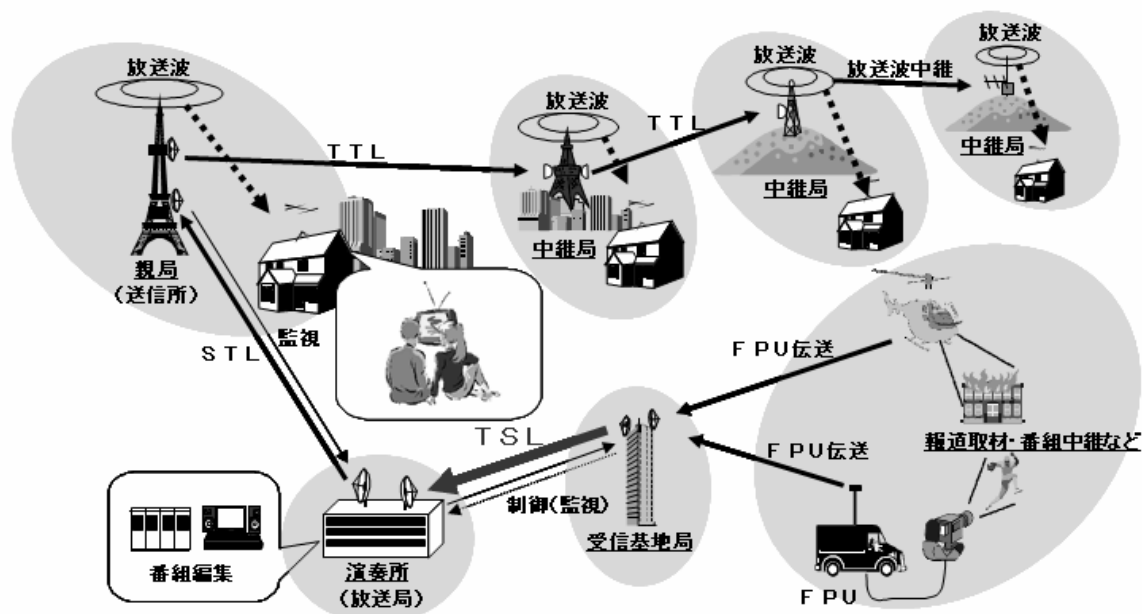 放送波
放送波
放送波
放送波
放送波中継
ＴＴＬ
ＴＴＬ
中継局
中継局
中継局
親局
（送信所）
監視
ＳＴＬ
ＦＰＵ伝送
ＴＳＬ
ＦＰＵ伝送
報道取材・番組中継など
制御（監視）
受信基地局
番組編集
演奏所
（放送局）
ＦＰＵ